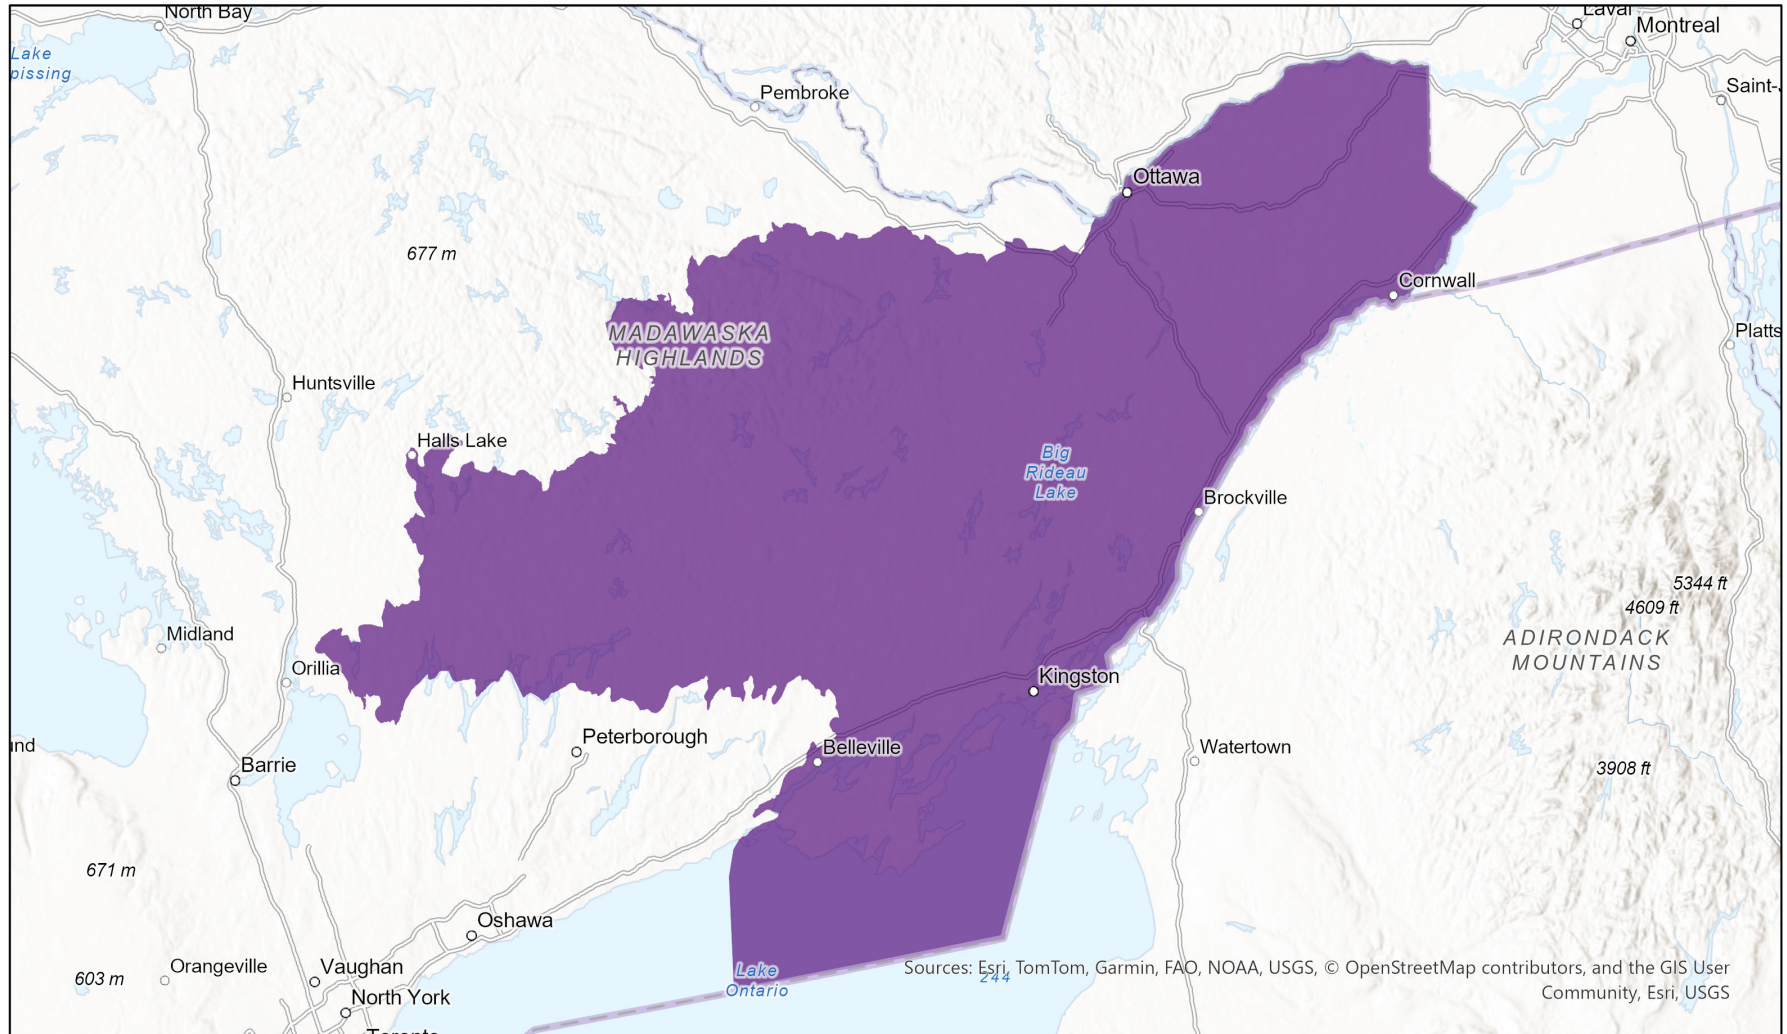 North Bay
Laval
Montreal
Lake
pissing
Pembroke
Saint-J
Ottawa
677 m
Cornwall
MADAWASKA
HIGHLANDS
Platts
Huntsville
Halls Lake
Big
Rideau
Lake
Brockville
5344 ft
4609 ft
Midland
ADIRONDACK
MOUNTAINS
Orillia
Kingston
Peterborough
und
Belleville
Watertown
Barrie
3908 ft
671 m
Oshawa
Orangeville
Vaughan
603 m
Lake
Ontario
244
Sources: Esri, TomTom, Garmin, FAO, NOAA, USGS, © OpenStreetMap contributors, and the GIS User
Community, Esri, USGS
North York
Toronto